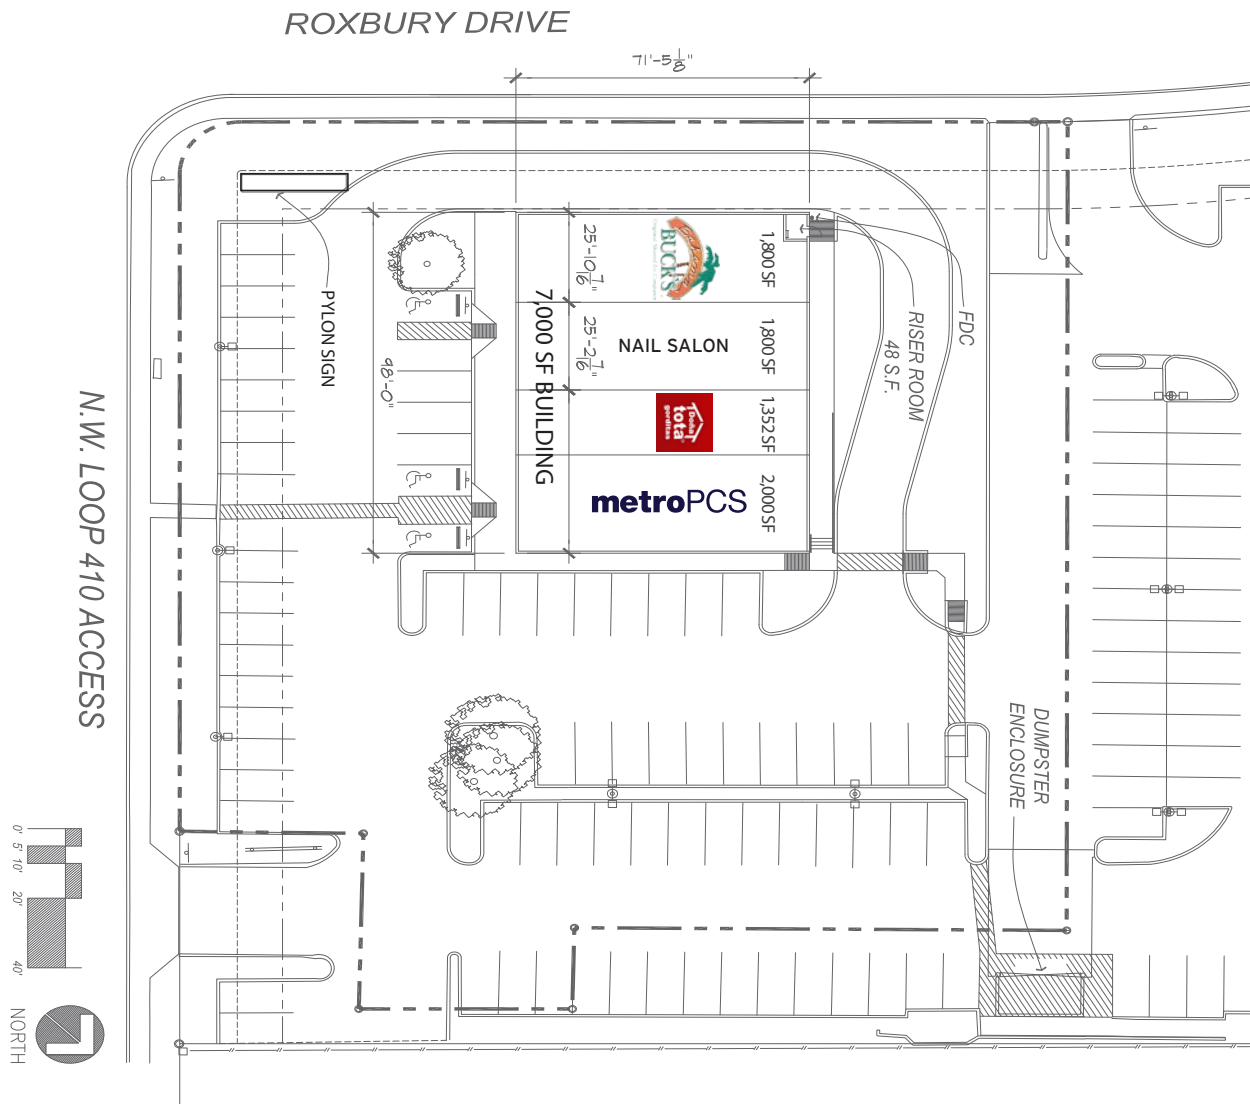 ROXBURY DRIVE
71'-5 1/8"
PYLON SIGN
98'-0"
25'-10 7/16"
25'-2 7/16"
7,000 SF BUILDING
BUCK'S
1,800 SF
NAIL SALON
1,800 SF
Doña
tota
gorditas
1,352 SF
metroPCS
2,000 SF
FDC
RISER ROOM
48 S.F.
N.W. LOOP 410 ACCESS
DUMPSTER
ENCLOSURE
0' 5' 10' 20' 40'
NORTH